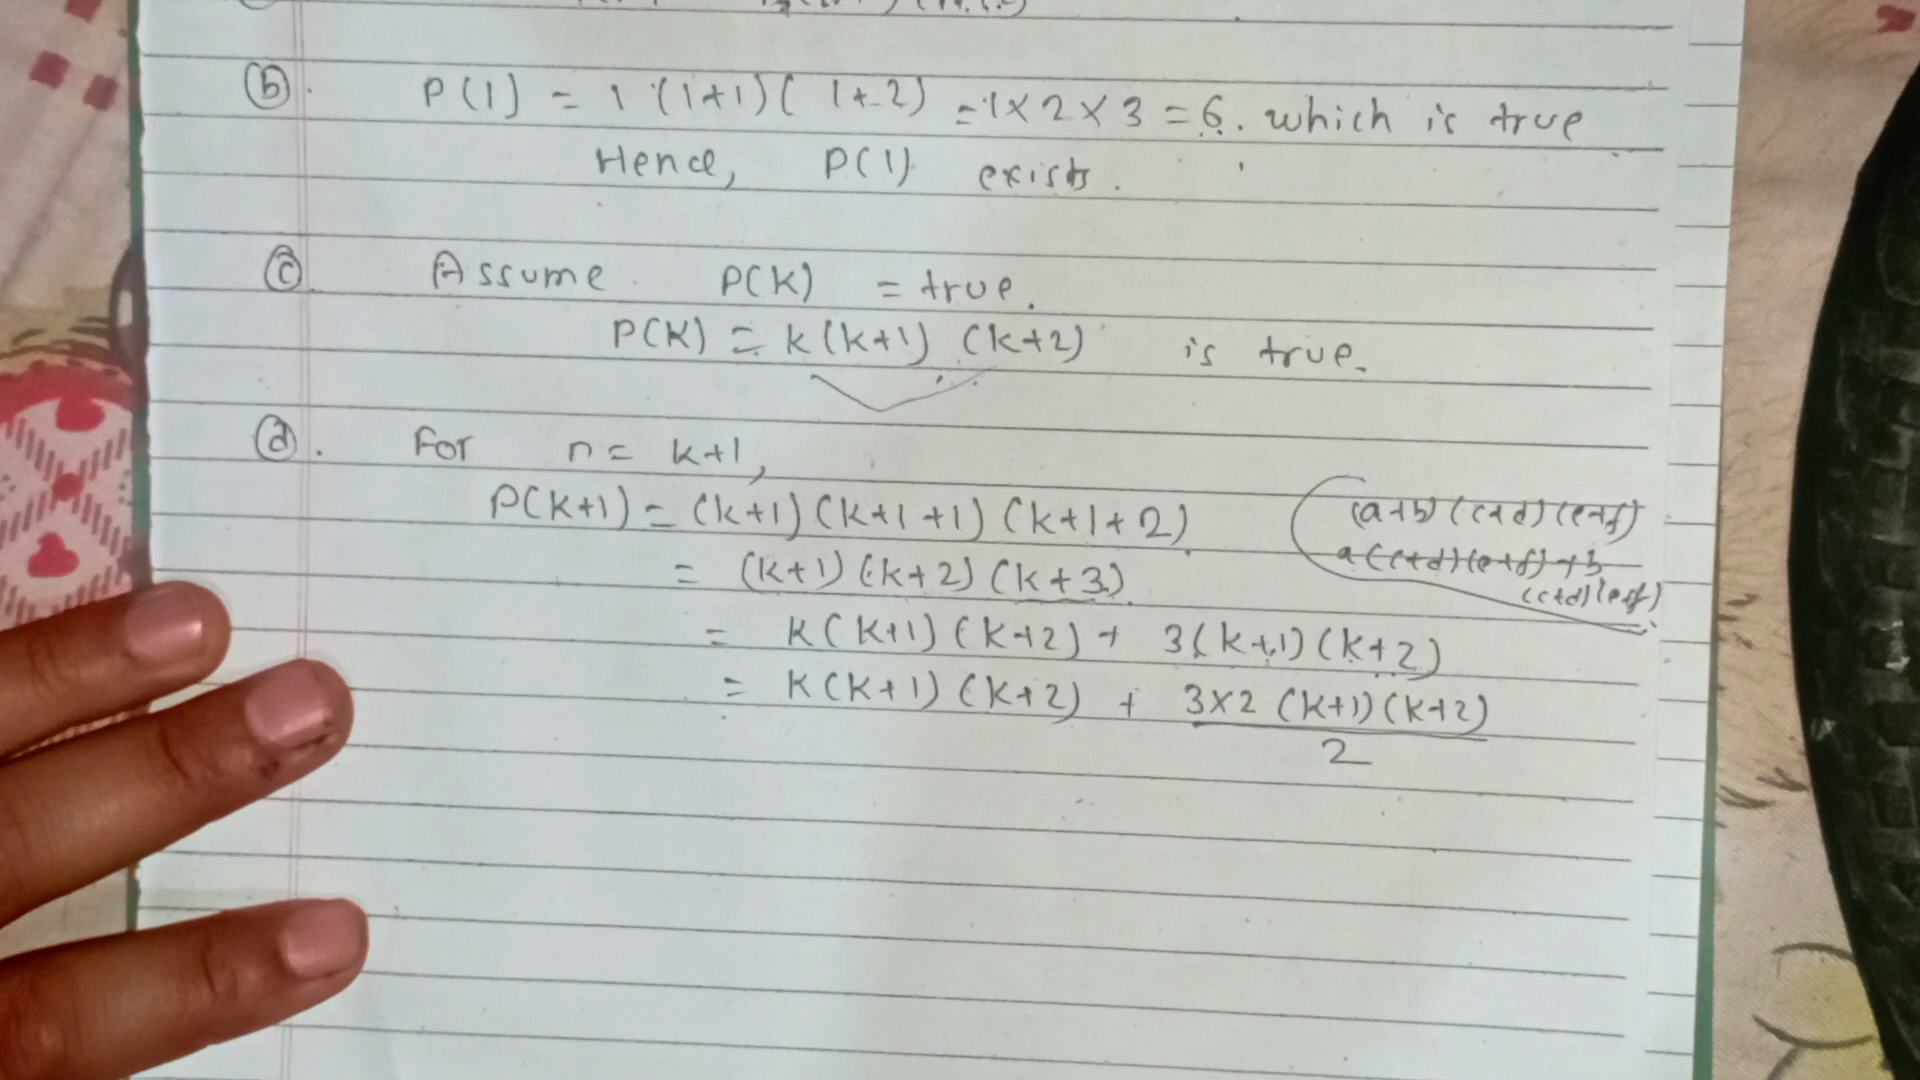 (b). P(1) = 1 (1+1)(1+2) = 1×2×3 = 6. which is true
Hence, P(1) exists.
(c) Assume P(K) = true.
P(K) = k(k+1) (k+2) is true.
(d). For n = k+1,
P(k+1) = (k+1)(k+1+1)(k+1+2)
(a+b)(c+d)(e+f)
a(c+d)(e+f)+b
(c+d)(e+f)
= (k+1)(k+2)(k+3)
= K(K+1)(K+2) + 3(k+1)(k+2)
= K(K+1)(K+2) + 3×2 (k+1)(k+2)
2